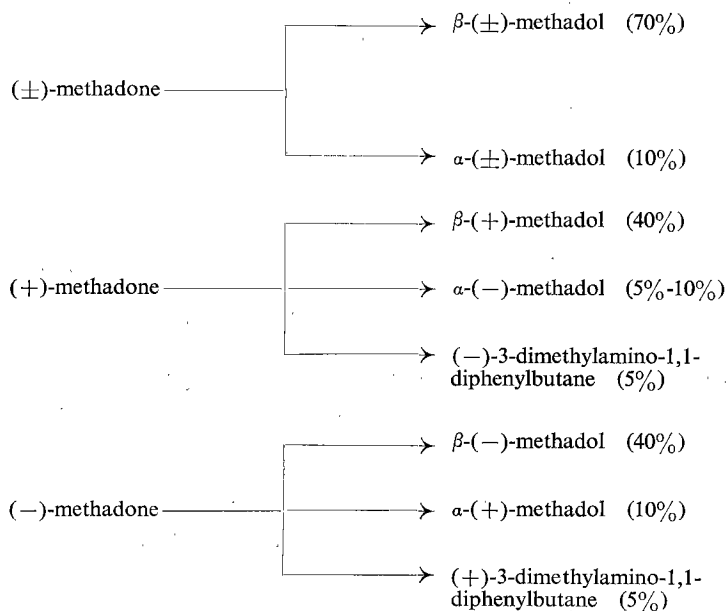 β-(±)-methadol (70%)
(±)-methadone
α-(±)-methadol (10%)
β-(+)-methadol (40%)
(+)-methadone
α-(−)-methadol (5%-10%)
(−)-3-dimethylamino-1,1-
diphenylbutane (5%)
β-(−)-methadol (40%)
(−)-methadone
α-(+)-methadol (10%)
(+)-3-dimethylamino-1,1-
diphenylbutane (5%)